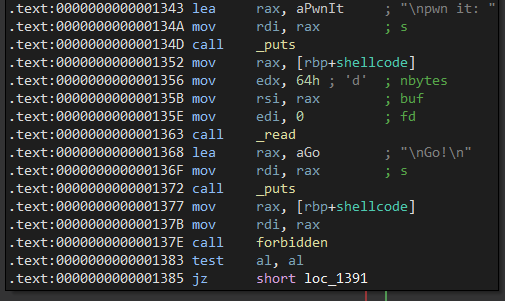 .text:0000000000001343 lea rax, aPwnIt ; "\npwn it: "
.text:000000000000134A mov rdi, rax ; s
.text:000000000000134D call _puts
.text:0000000000001352 mov rax, [rbp+shellcode]
.text:0000000000001356 mov edx, 64h ; 'd' ; nbytes
.text:000000000000135B mov rsi, rax ; buf
.text:000000000000135E mov edi, 0 ; fd
.text:0000000000001363 call _read
.text:0000000000001368 lea rax, aGo ; "\nGo!\n"
.text:000000000000136F mov rdi, rax ; s
.text:0000000000001372 call _puts
.text:0000000000001377 mov rax, [rbp+shellcode]
.text:000000000000137B mov rdi, rax
.text:000000000000137E call forbidden
.text:0000000000001383 test al, al
.text:0000000000001385 jz short loc_1391